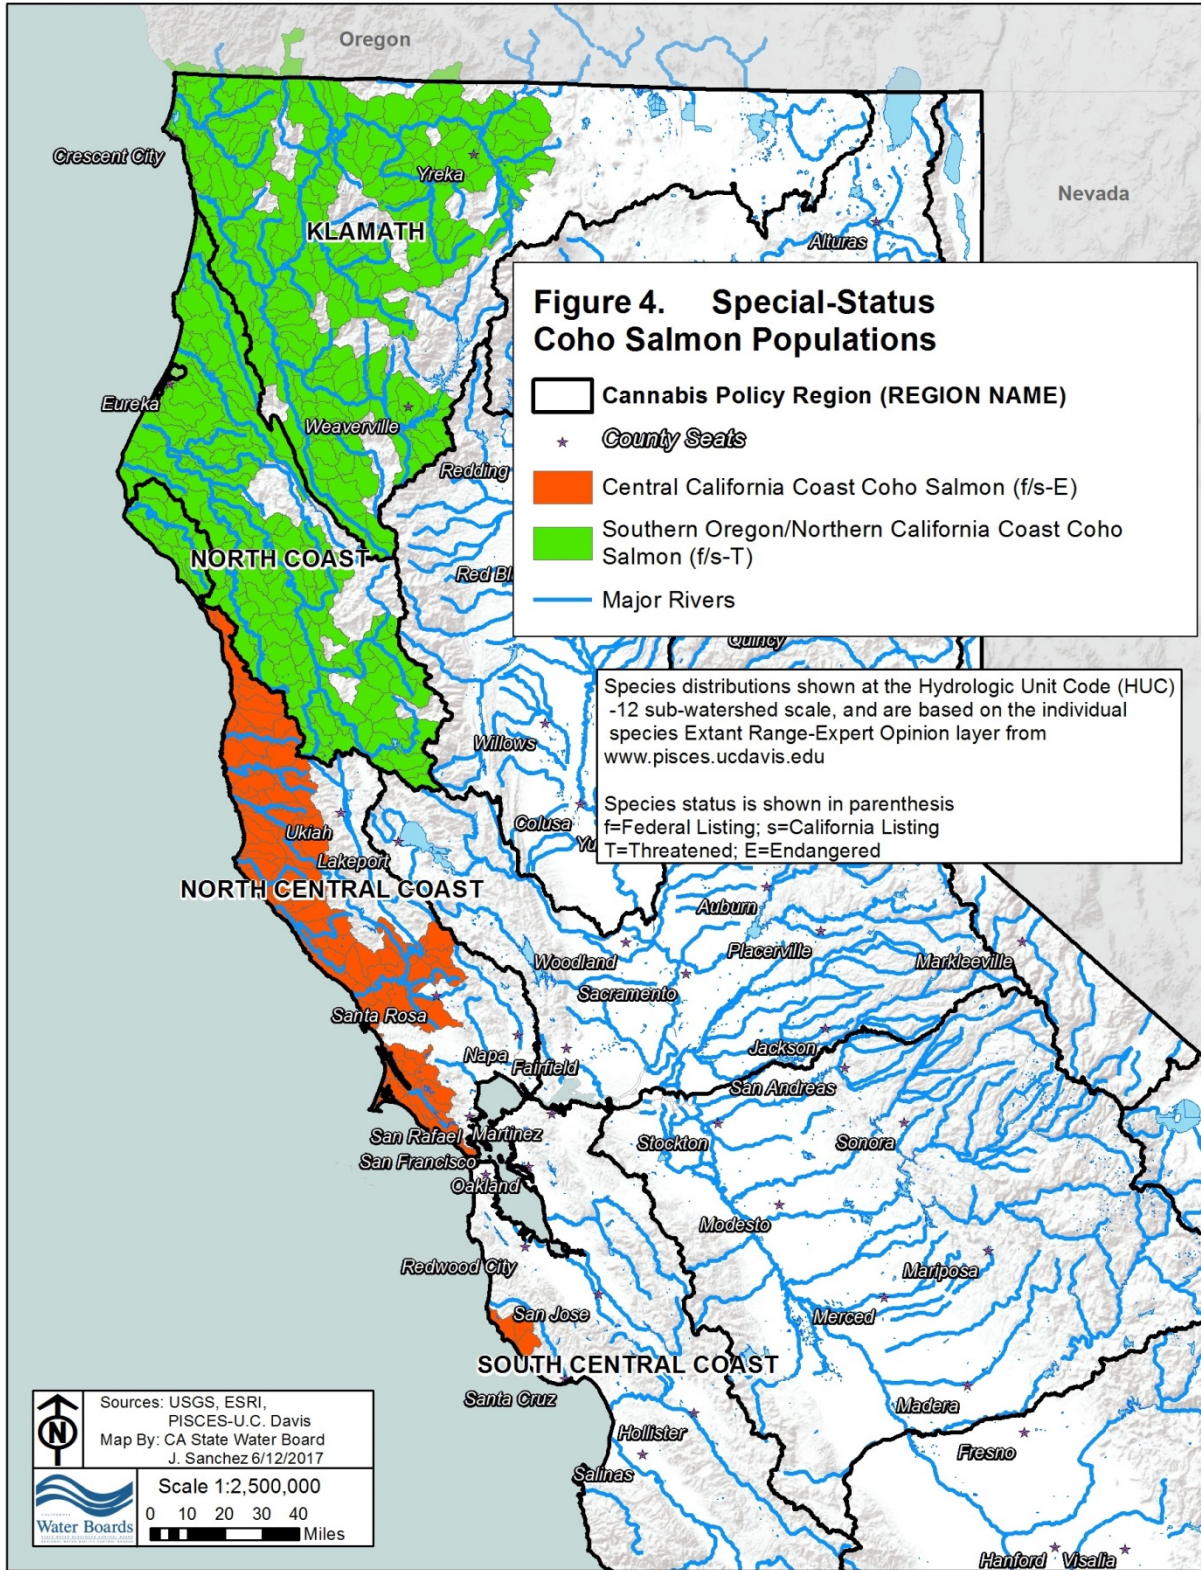 Oregon
Crescent City
Yreka
Nevada
KLAMATH
Alturas
Figure 4. Special-Status
Coho Salmon Populations
Cannabis Policy Region (REGION NAME)
County Seats
Central California Coast Coho Salmon (f/s-E)
Southern Oregon/Northern California Coast Coho
Salmon (f/s-T)
Major Rivers
Eureka
Weaverville
Redding
NORTH COAST
Red Bl
Quincy
Species distributions shown at the Hydrologic Unit Code (HUC)
-12 sub-watershed scale, and are based on the individual
species Extant Range-Expert Opinion layer from
www.pisces.ucdavis.edu
Species status is shown in parenthesis
f=Federal Listing; s=California Listing
T=Threatened; E=Endangered
Willows
Colusa
Yu
Ukiah
Lakeport
NORTH CENTRAL COAST
Auburn
Woodland
Placerville
Markleeville
Sacramento
Santa Rosa
Napa
Fairfield
Jackson
San Andreas
San Rafael
Martinez
Stockton
Sonora
San Francisco
Oakland
Modesto
Redwood City
Mariposa
San Jose
Merced
SOUTH CENTRAL COAST
Santa Cruz
Madera
Hollister
Fresno
Salinas
Hanford
Visalia
N
Sources: USGS, ESRI,
PISCES-U.C. Davis
Map By: CA State Water Board
J. Sanchez 6/12/2017
Scale 1:2,500,000
0 10 20 30 40
Miles
CALIFORNIA
Water Boards